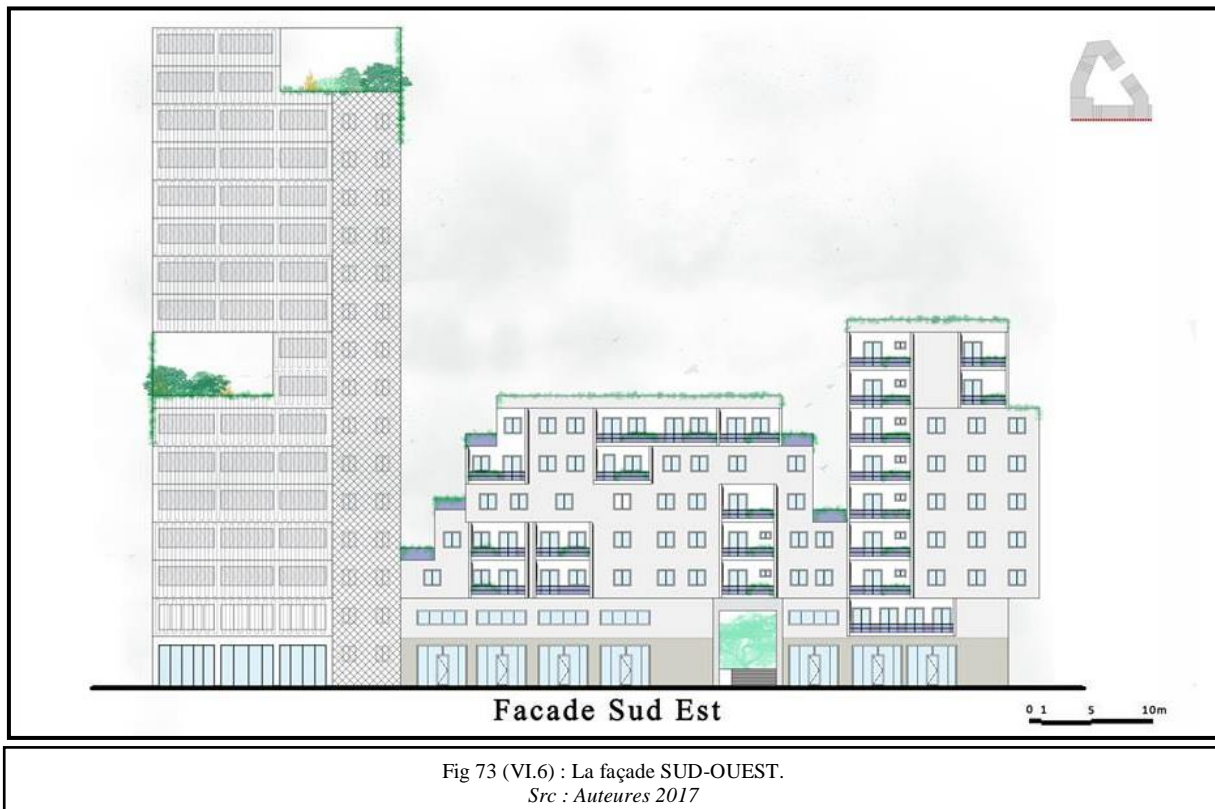 Facade Sud Est
0 1 5 10m
Fig 73 (VI.6) : La façade SUD-OUEST.
Src : Auteures 2017